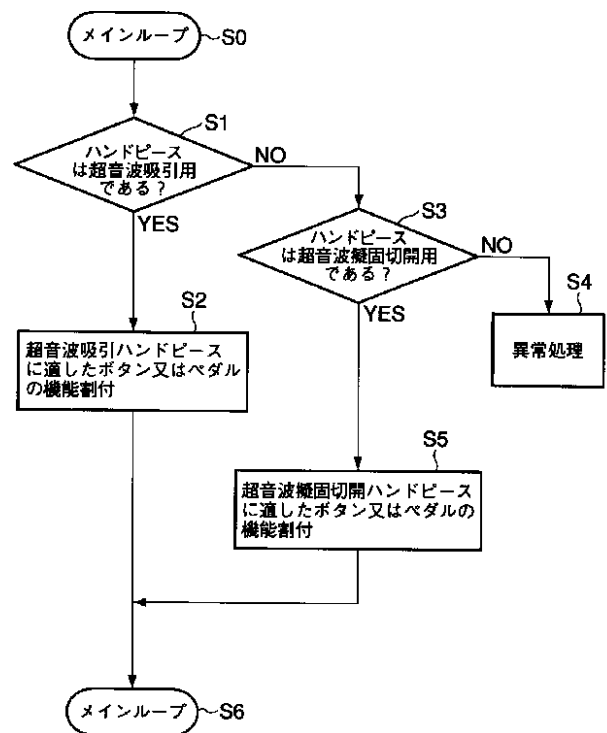 メインループ
S0
S1
ハンドピース
は超音波吸引用
である?
NO
YES
S3
ハンドピース
は超音波擬固切開用
である?
NO
YES
S4
異常処理
S2
超音波吸引ハンドピース
に適したボタン又はペダル
の機能割付
S5
超音波擬固切開ハンドピース
に適したボタン又はペダルの
機能割付
メインループ
S6